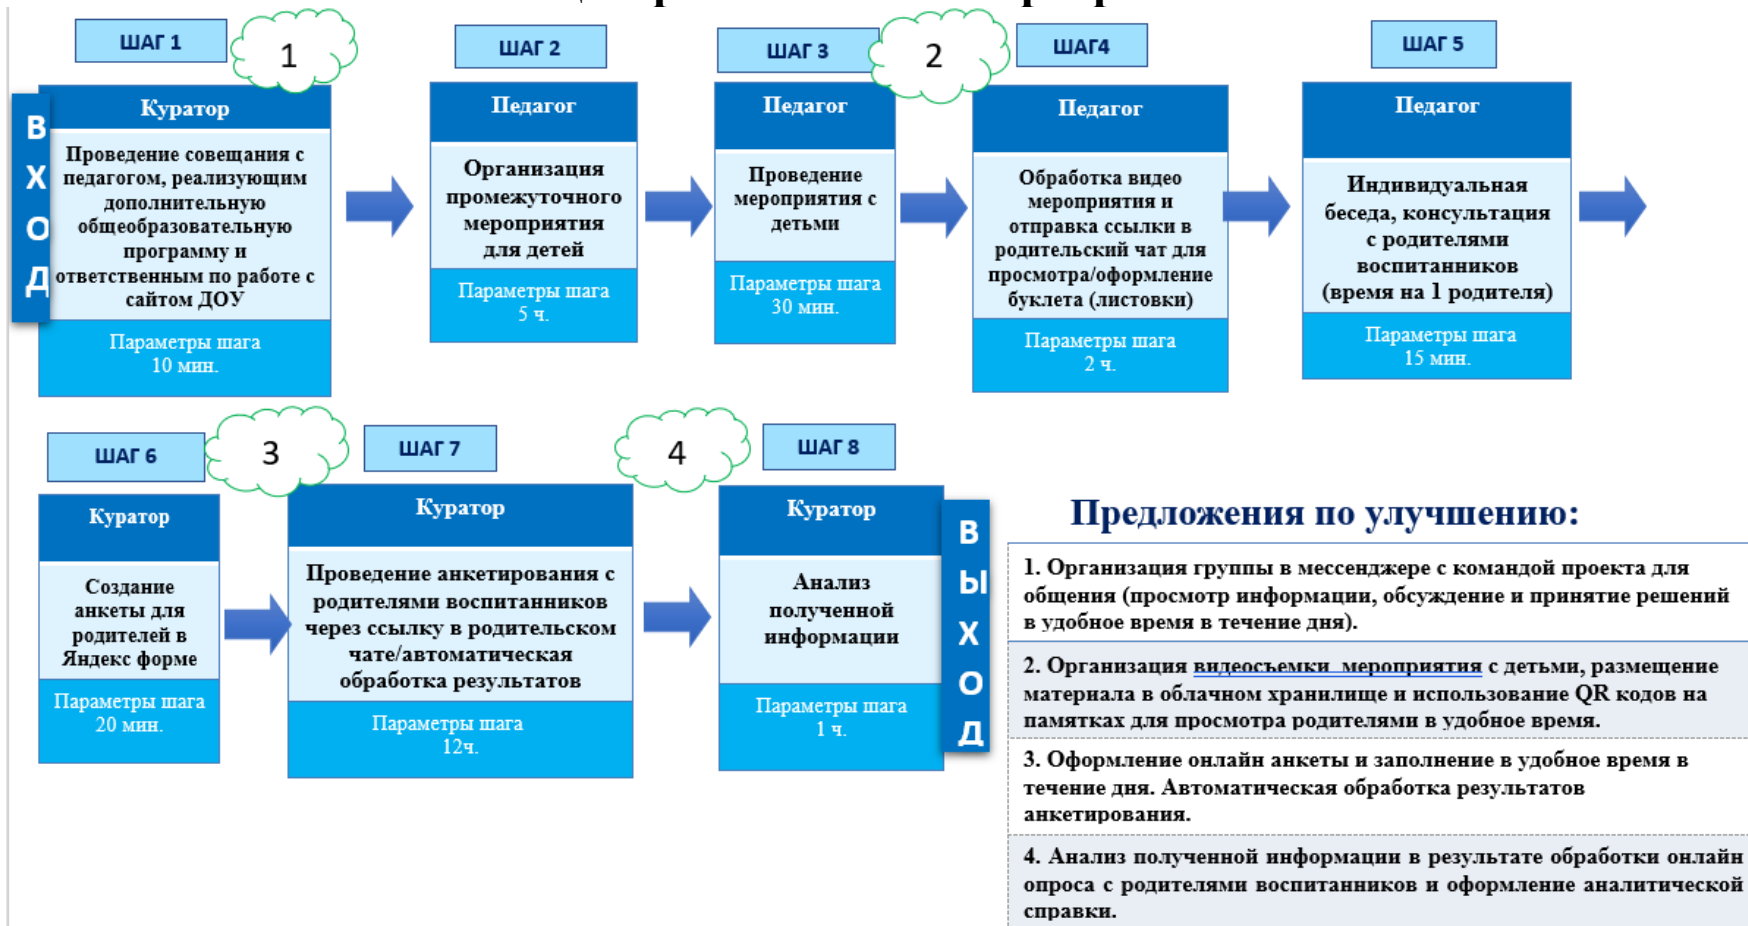 ШАГ 1
1
ШАГ 2
ШАГ 3
2
ШАГ4
ШАГ 5
ВХОД
Куратор
Проведение совещания с
педагогом, реализующим
дополнительную
общеобразовательную
программу и
ответственным по работе с
сайтом ДОУ
Параметры шага
10 мин.
Педагог
Организация
промежуточного
мероприятия
для детей
Параметры шага
5 ч.
Педагог
Проведение
мероприятия с
детьми
Параметры шага
30 мин.
Педагог
Обработка видео
мероприятия и
отправка ссылки в
родительский чат для
просмотра/оформление
буклета (листовки)
Параметры шага
2 ч.
Педагог
Индивидуальная
беседа, консультация
с родителями
воспитанников
(время на 1 родителя)
Параметры шага
15 мин.
ШАГ 6
3
ШАГ 7
4
ШАГ 8
Куратор
Создание
анкеты для
родителей в
Яндекс форме
Параметры шага
20 мин.
Куратор
Проведение анкетирования с
родителями воспитанников
через ссылку в родительском
чате/автоматическая
обработка результатов
Параметры шага
12ч.
Куратор
Анализ
полученной
информации
Параметры шага
1 ч.
ВЫХОД
Предложения по улучшению:
1. Организация группы в мессенджере с командой проекта для
общения (просмотр информации, обсуждение и принятие решений
в удобное время в течение дня).
2. Организация видеосъемки мероприятия с детьми, размещение
материала в облачном хранилище и использование QR кодов на
памятках для просмотра родителями в удобное время.
3. Оформление онлайн анкеты и заполнение в удобное время в
течение дня. Автоматическая обработка результатов
анкетирования.
4. Анализ полученной информации в результате обработки онлайн
опроса с родителями воспитанников и оформление аналитической
справки.